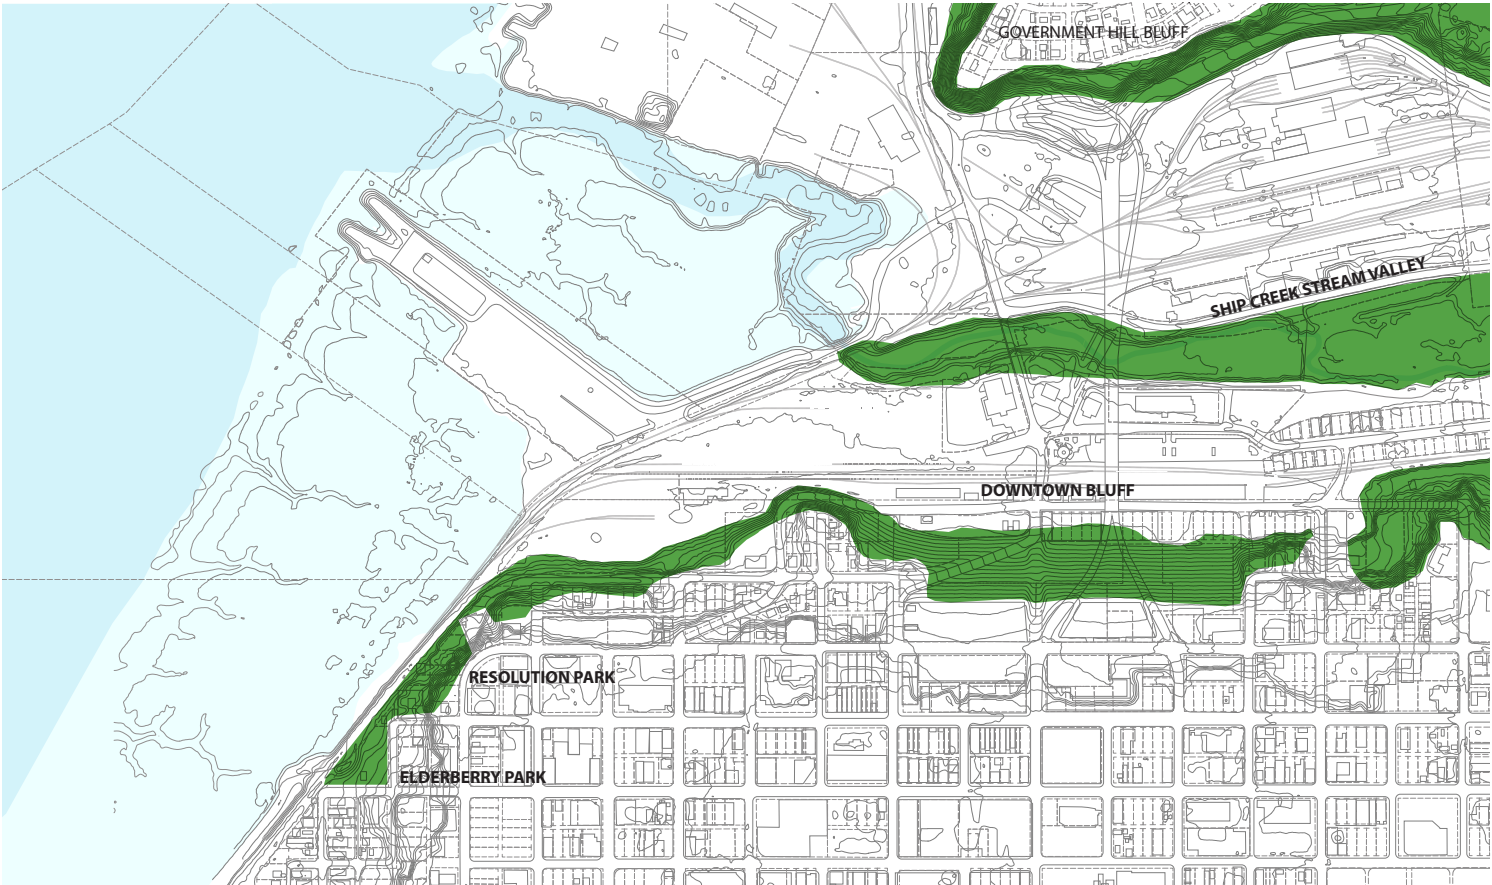 GOVERNMENT HILL BLUFF
SHIP CREEK STREAM VALLEY
DOWNTOWN BLUFF
RESOLUTION PARK
ELDERBERRY PARK